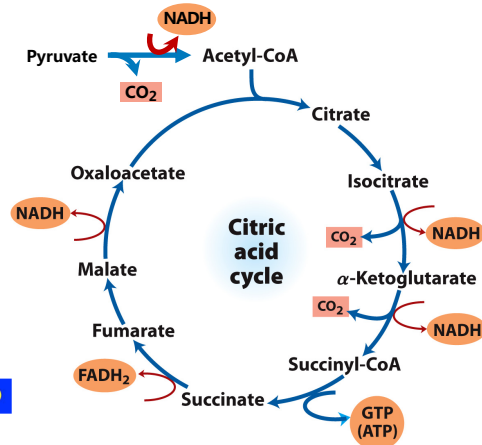 NADH
Pyruvate
Acetyl-CoA
CO2
Citrate
Oxaloacetate
Isocitrate
NADH
Citric
acid
cycle
CO2
NADH
Malate
α-Ketoglutarate
CO2
NADH
Fumarate
Succinyl-CoA
FADH2
Succinate
GTP
(ATP)